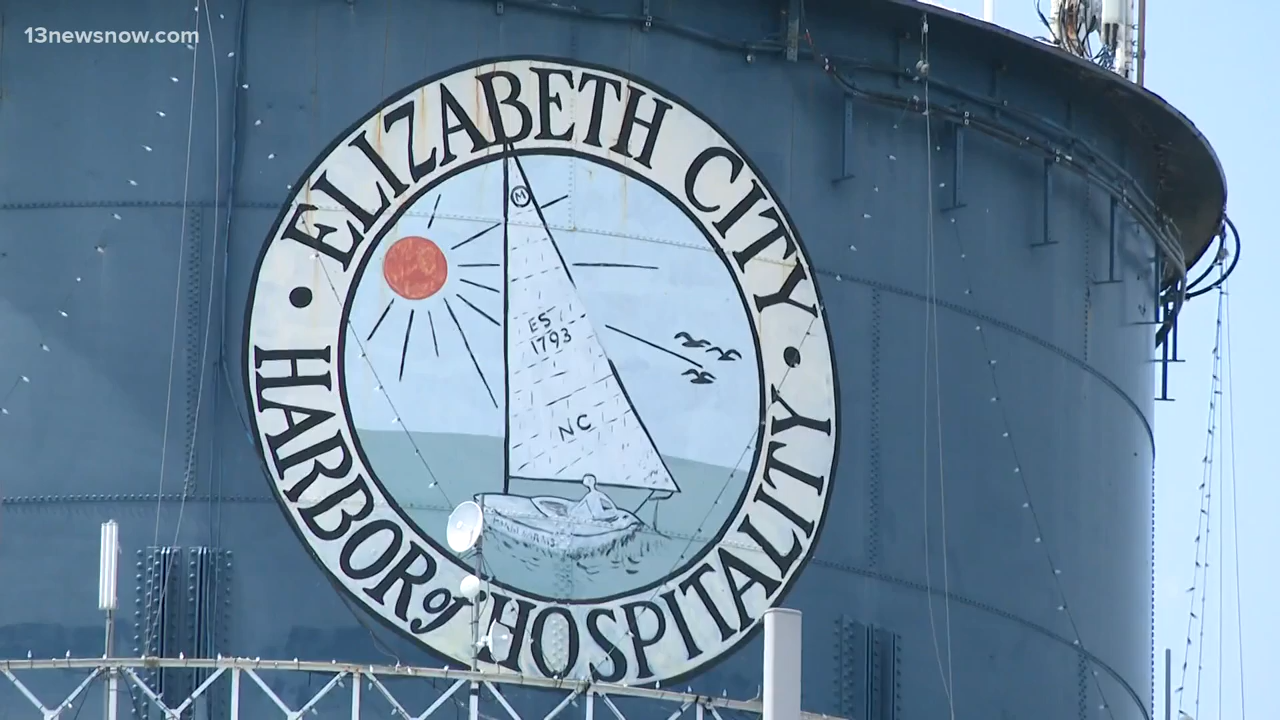 13newsnow.com
ELIZABETH CITY
M
ES
1793
NC
• HARBOR of HOSPITALITY •